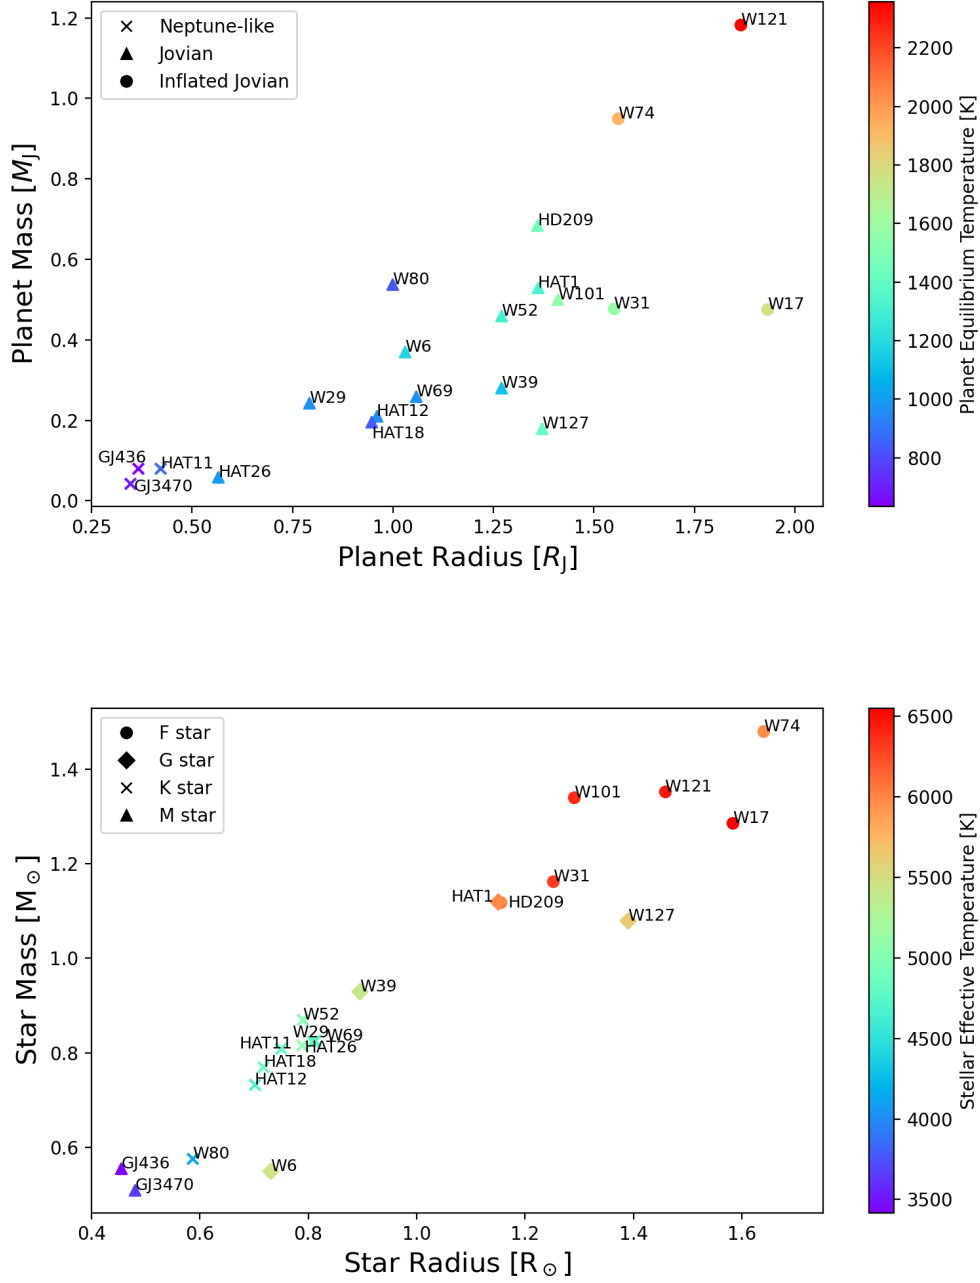 1.2
1.0
0.8
0.6
0.4
0.2
0.0
Planet Mass [M_J]
Neptune-like
Jovian
Inflated Jovian
W121
W74
HD209
W80
HAT1
W101
W31
W17
W52
W6
W39
W69
W29
HAT12
HAT18
W127
GJ436
HAT11
HAT26
GJ3470
0.25
0.50
0.75
1.00
1.25
1.50
1.75
2.00
Planet Radius [R_J]
2200
2000
1800
1600
1400
1200
1000
800
Planet Equilibrium Temperature [K]
1.4
1.2
1.0
0.8
0.6
Star Mass [M⊙]
F star
G star
K star
M star
W74
W121
W101
W17
W31
HAT1
HD209
W127
W39
W52
W29
W69
HAT11
HAT26
HAT18
HAT12
W80
GJ436
W6
GJ3470
0.4
0.6
0.8
1.0
1.2
1.4
1.6
Star Radius [R⊙]
6500
6000
5500
5000
4500
4000
3500
Stellar Effective Temperature [K]